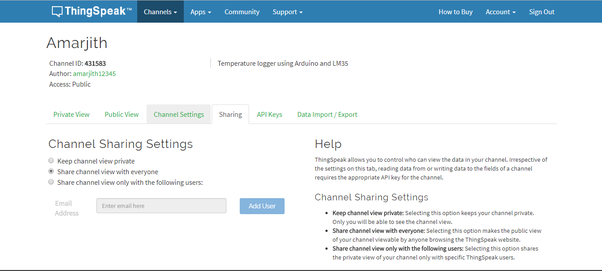 ThingSpeak™ Channels Apps Community Support How to Buy Account Sign Out
Amarjith
Channel ID: 431583 Temperature logger using Arduino and LM35
Author: amarjith12345
Access: Public
Private View Public View Channel Settings Sharing API Keys Data Import / Export
Channel Sharing Settings
Keep channel view private
Share channel view with everyone
Share channel view only with the following users:
Email
Address
Enter email here
Add User
Help
ThingSpeak allows you to control who can view the data in your channel. Irrespective of
the settings on this tab, reading data from or writing data to the fields of a channel
requires the appropriate API key for the channel.
Channel Sharing Settings
• Keep channel view private: Selecting this option keeps your channel private.
Only you will be able to see the channel view.
• Share channel view with everyone: Selecting this option makes the public view
of your channel viewable by anyone browsing the ThingSpeak website.
• Share channel view only with the following users: Selecting this option shares
the private view of your channel only with specific ThingSpeak users.